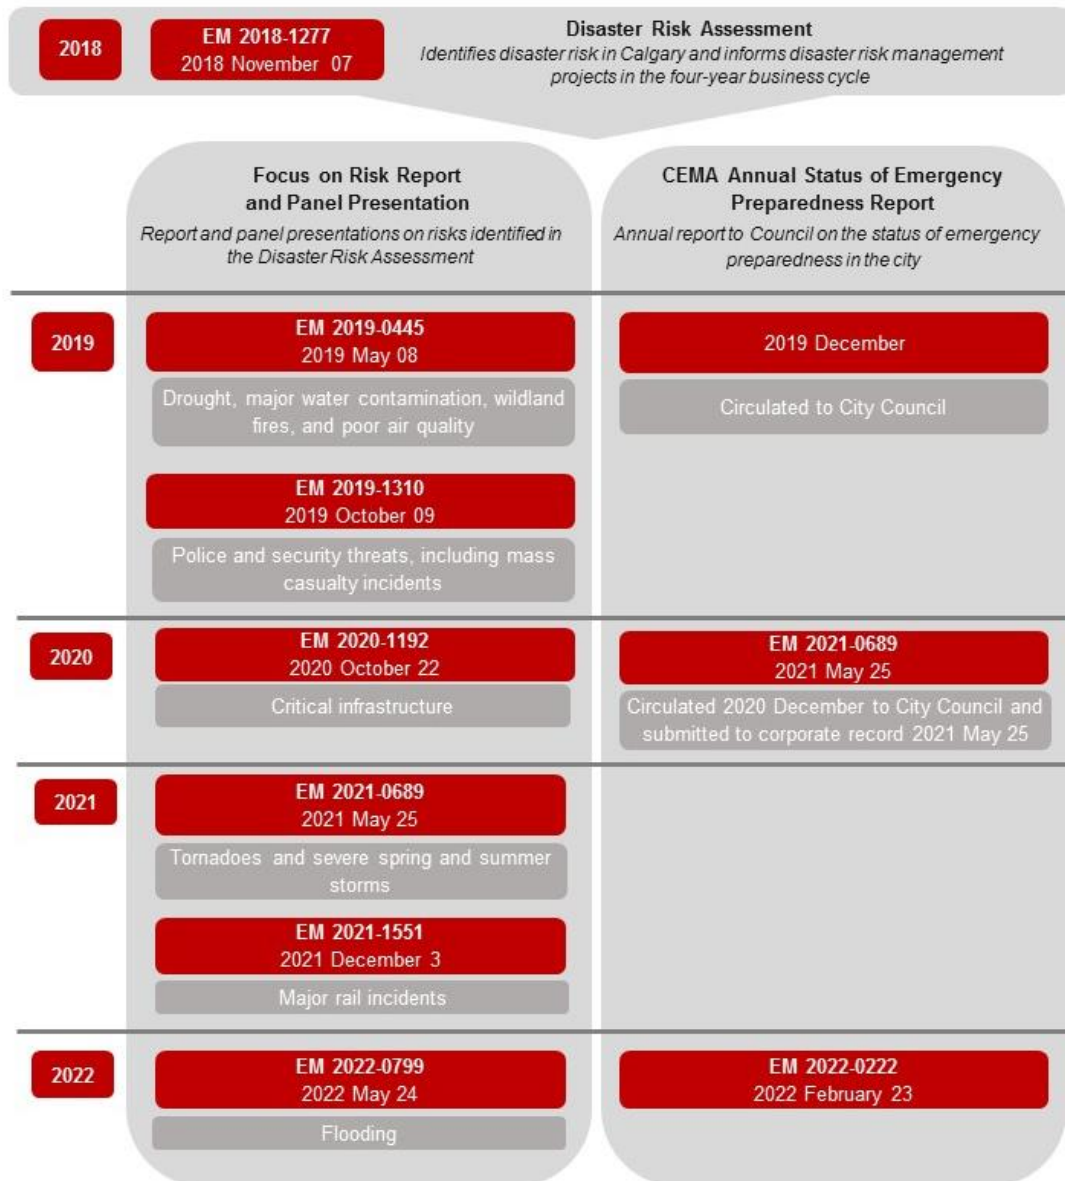 2018
EM 2018-1277
2018 November 07
Disaster Risk Assessment
Identifies disaster risk in Calgary and informs disaster risk management
projects in the four-year business cycle
Focus on Risk Report
and Panel Presentation
Report and panel presentations on risks identified in
the Disaster Risk Assessment
CEMA Annual Status of Emergency
Preparedness Report
Annual report to Council on the status of emergency
preparedness in the city
2019
EM 2019-0445
2019 May 08
Drought, major water contamination, wildland
fires, and poor air quality
EM 2019-1310
2019 October 09
Police and security threats, including mass
casualty incidents
2019 December
Circulated to City Council
2020
EM 2020-1192
2020 October 22
Critical infrastructure
EM 2021-0689
2021 May 25
Circulated 2020 December to City Council and
submitted to corporate record 2021 May 25
2021
EM 2021-0689
2021 May 25
Tornadoes and severe spring and summer
storms
EM 2021-1551
2021 December 3
Major rail incidents
2022
EM 2022-0799
2022 May 24
Flooding
EM 2022-0222
2022 February 23